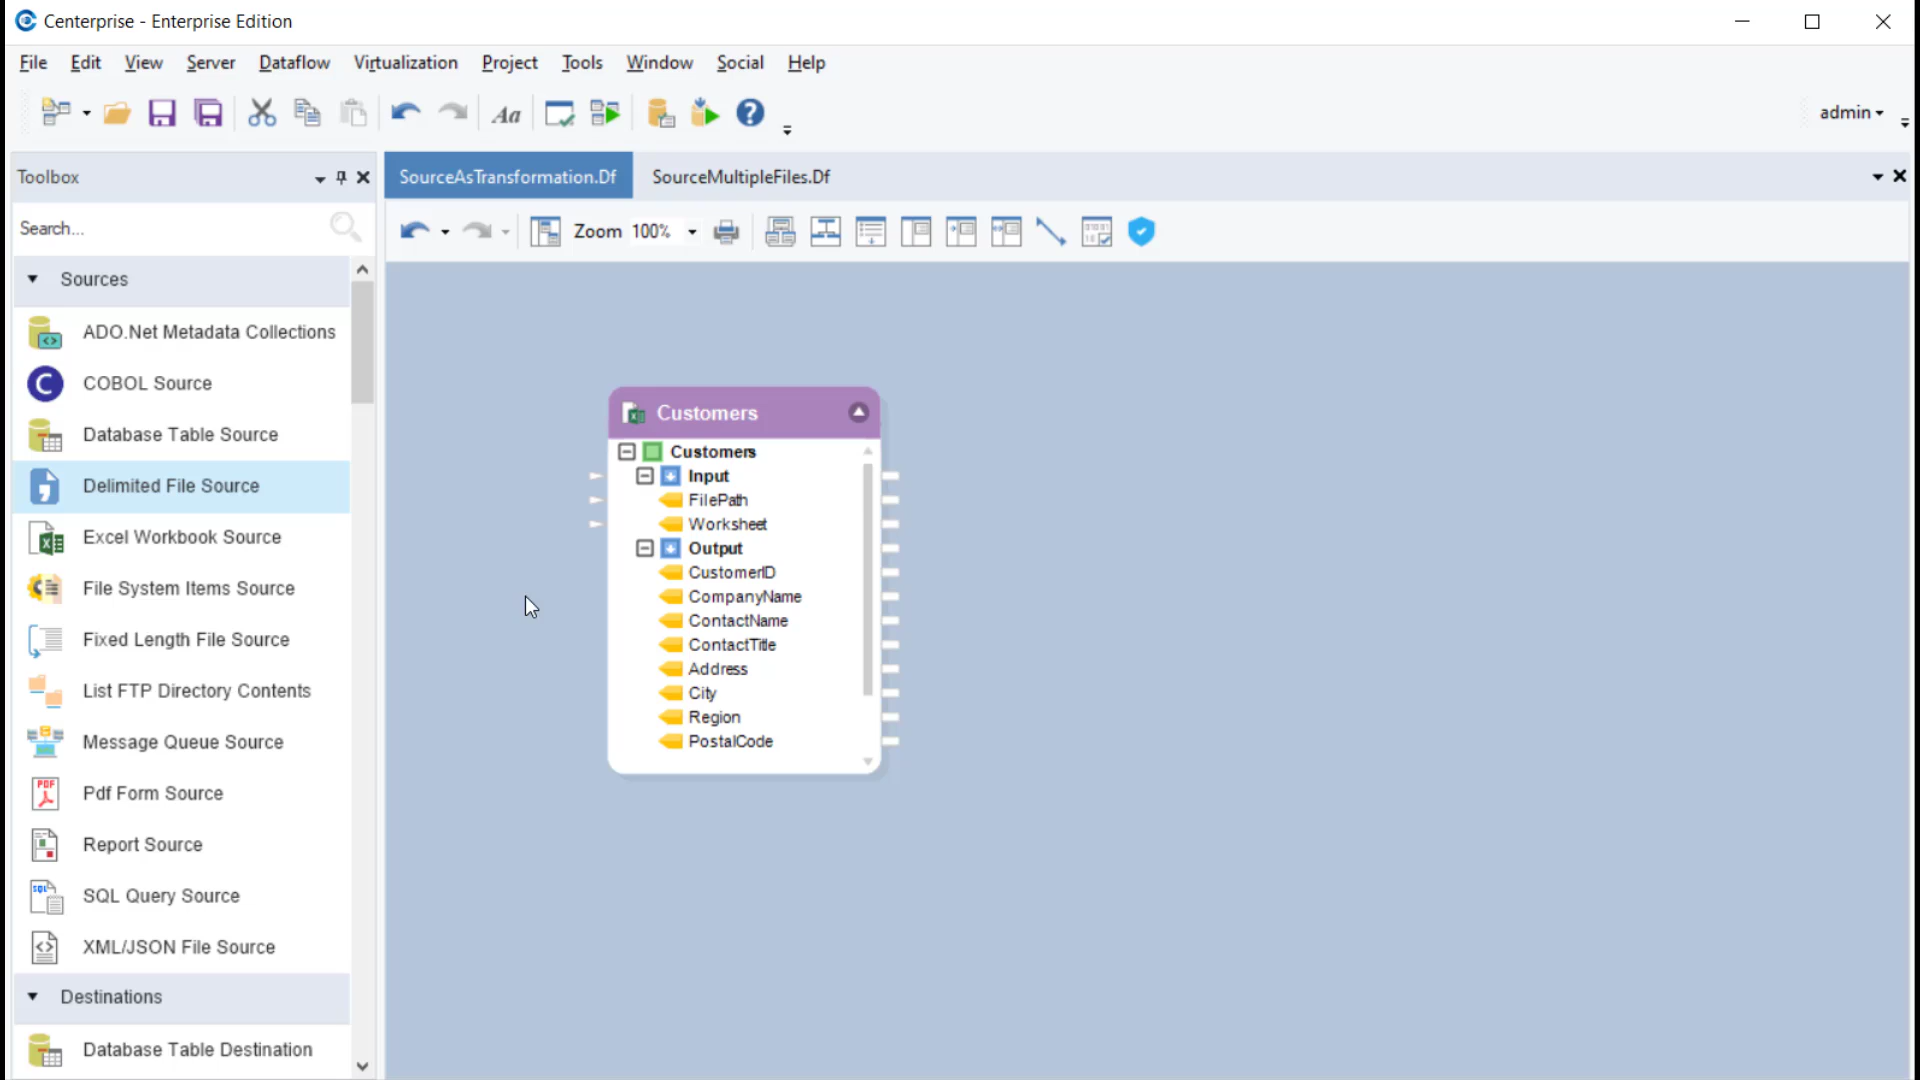 Centerprise - Enterprise Edition
File Edit View Server Dataflow Virtualization Project Tools Window Social Help
Aa
admin
Toolbox
SourceAsTransformation.Df SourceMultipleFiles.Df
Search...
Zoom 100%
Sources
ADO.Net Metadata Collections
COBOL Source
Database Table Source
Delimited File Source
Excel Workbook Source
File System Items Source
Fixed Length File Source
List FTP Directory Contents
Message Queue Source
Pdf Form Source
Report Source
SQL Query Source
XML/JSON File Source
Destinations
Database Table Destination
Customers
Customers
Input
FilePath
Worksheet
Output
CustomerID
CompanyName
ContactName
ContactTitle
Address
City
Region
PostalCode